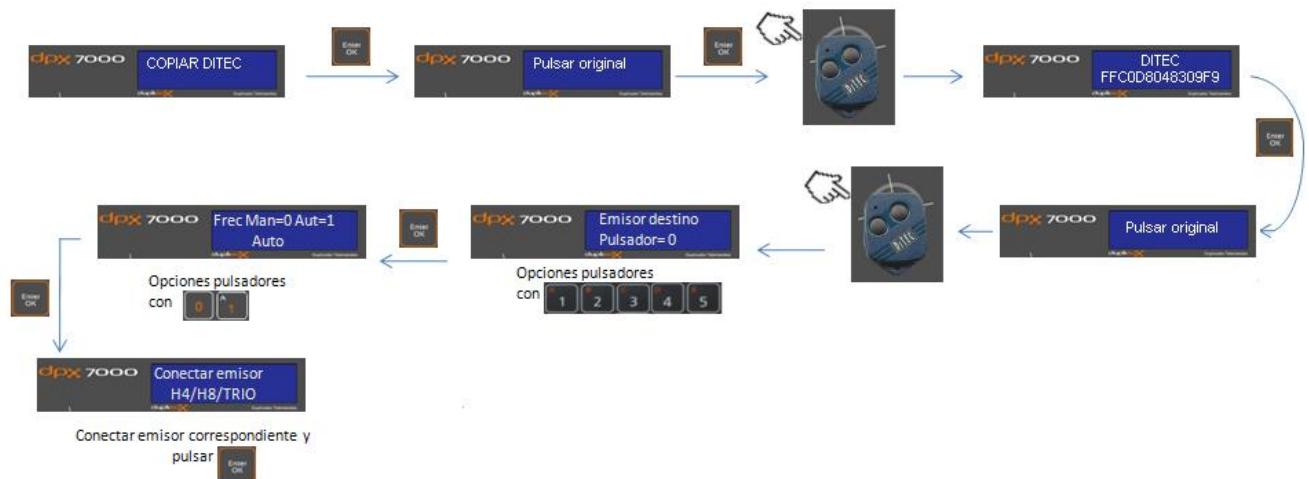 dpx 7000
COPIAR DITEC
Enter
OK
dpx 7000
Pulsar original
Enter
OK
DITEC
dpx 7000
DITEC
FFC0D8048309F9
Enter
OK
dpx 7000
Pulsar original
DITEC
dpx 7000
Emisor destino
Pulsador= 0
Opciones pulsadores
con 1 2 3 4 5
Enter
OK
dpx 7000
Frec Man=0 Aut=1
Auto
Opciones pulsadores
con 0 1
Enter
OK
dpx 7000
Conectar emisor
H4/H8/TRIO
Conectar emisor correspondiente y
pulsar Enter
OK